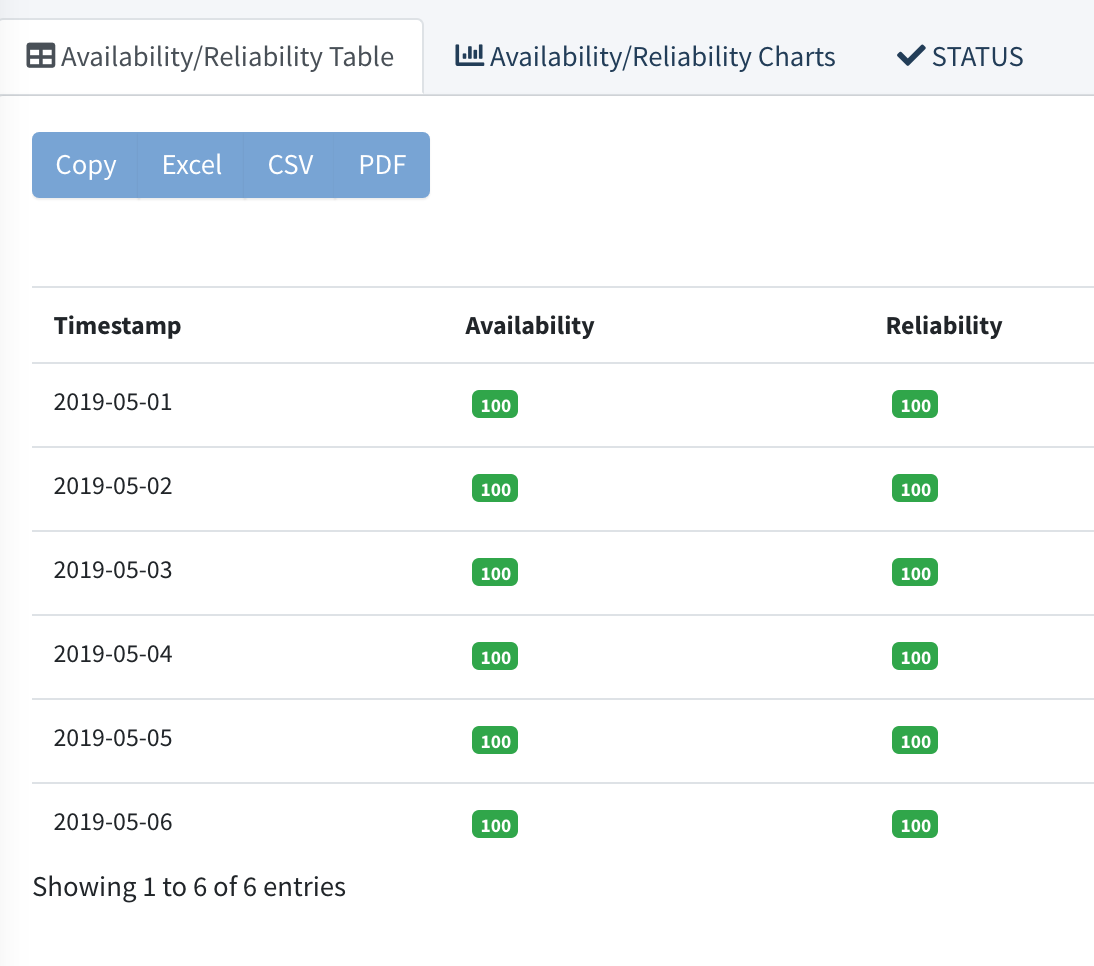 Availability/Reliability Table Availability/Reliability Charts STATUS
Copy Excel CSV PDF
Timestamp Availability Reliability
2019-05-01 100 100
2019-05-02 100 100
2019-05-03 100 100
2019-05-04 100 100
2019-05-05 100 100
2019-05-06 100 100
Showing 1 to 6 of 6 entries